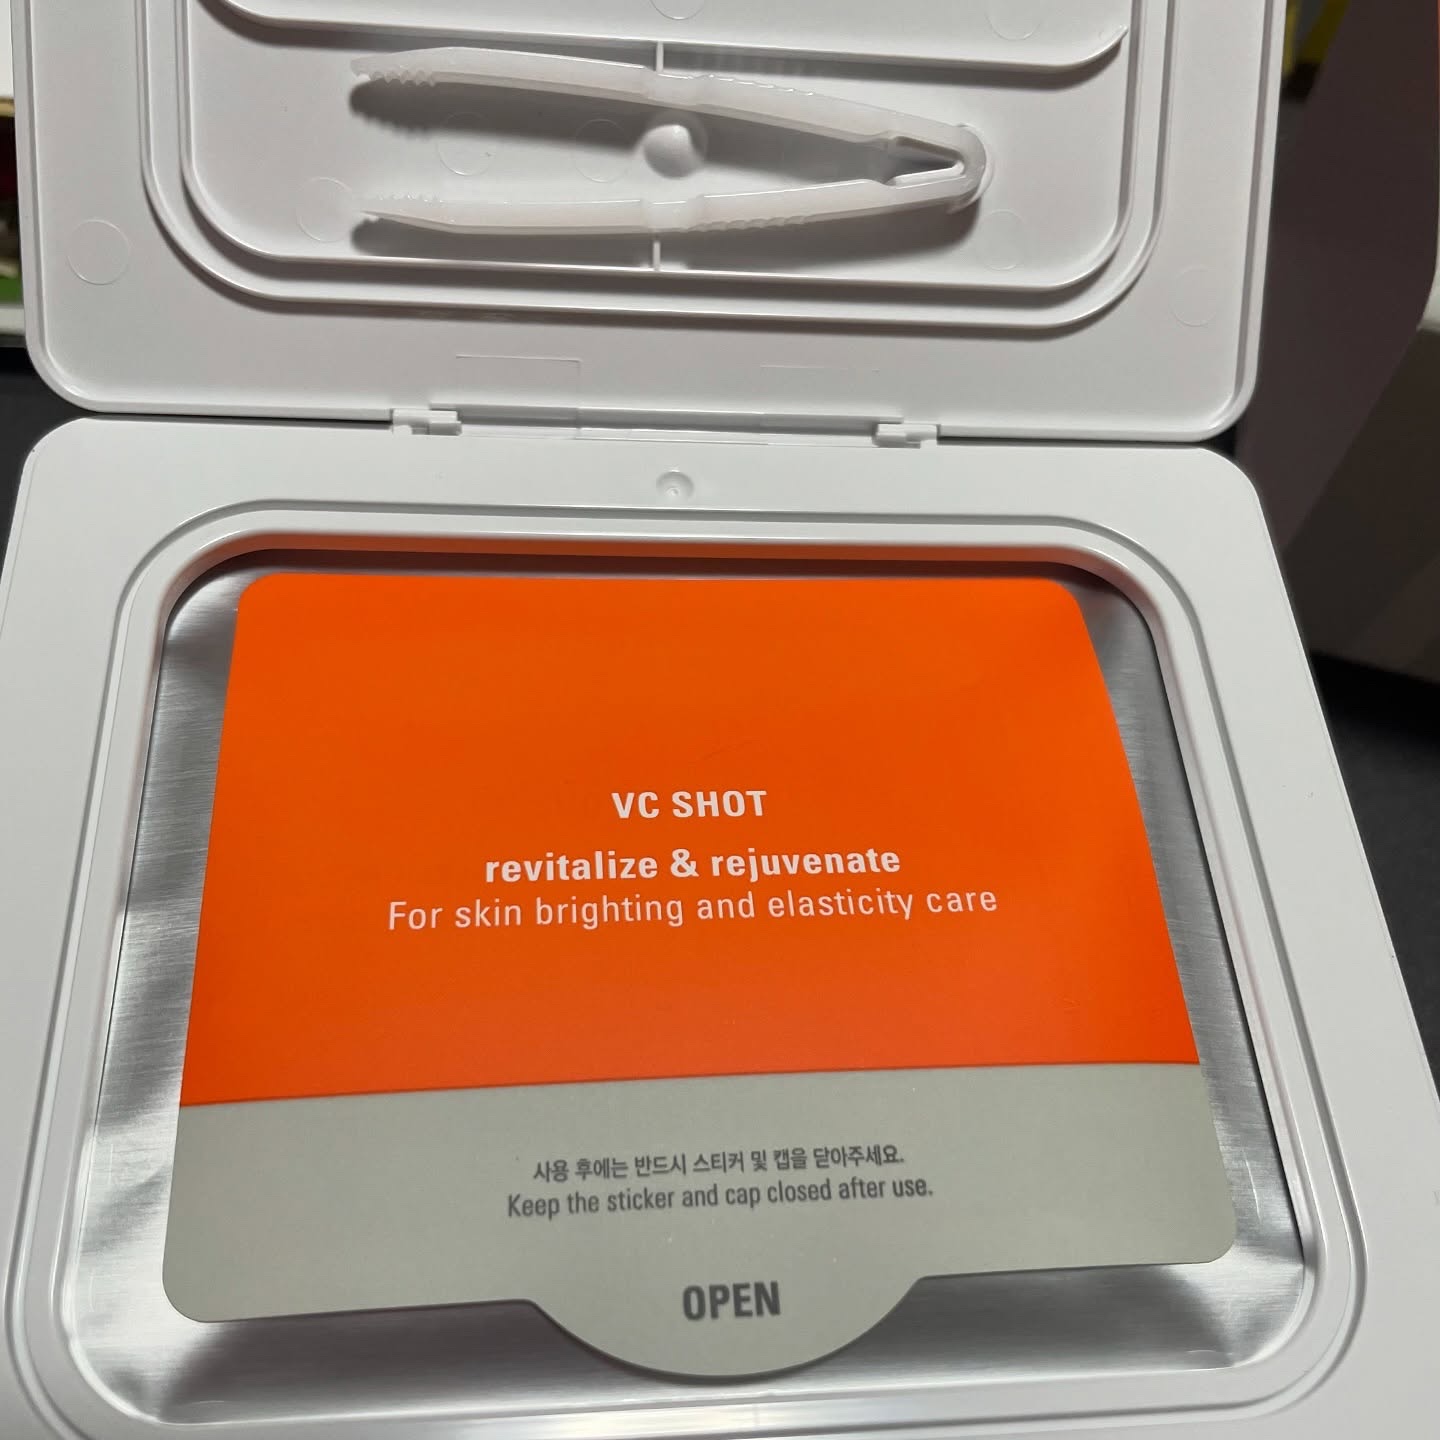 VC SHOT
revitalize & rejuvenate
For skin brighting and elasticity care
사용 후에는 반드시 스티커 및 캡을 닫아주세요.
Keep the sticker and cap closed after use.
OPEN